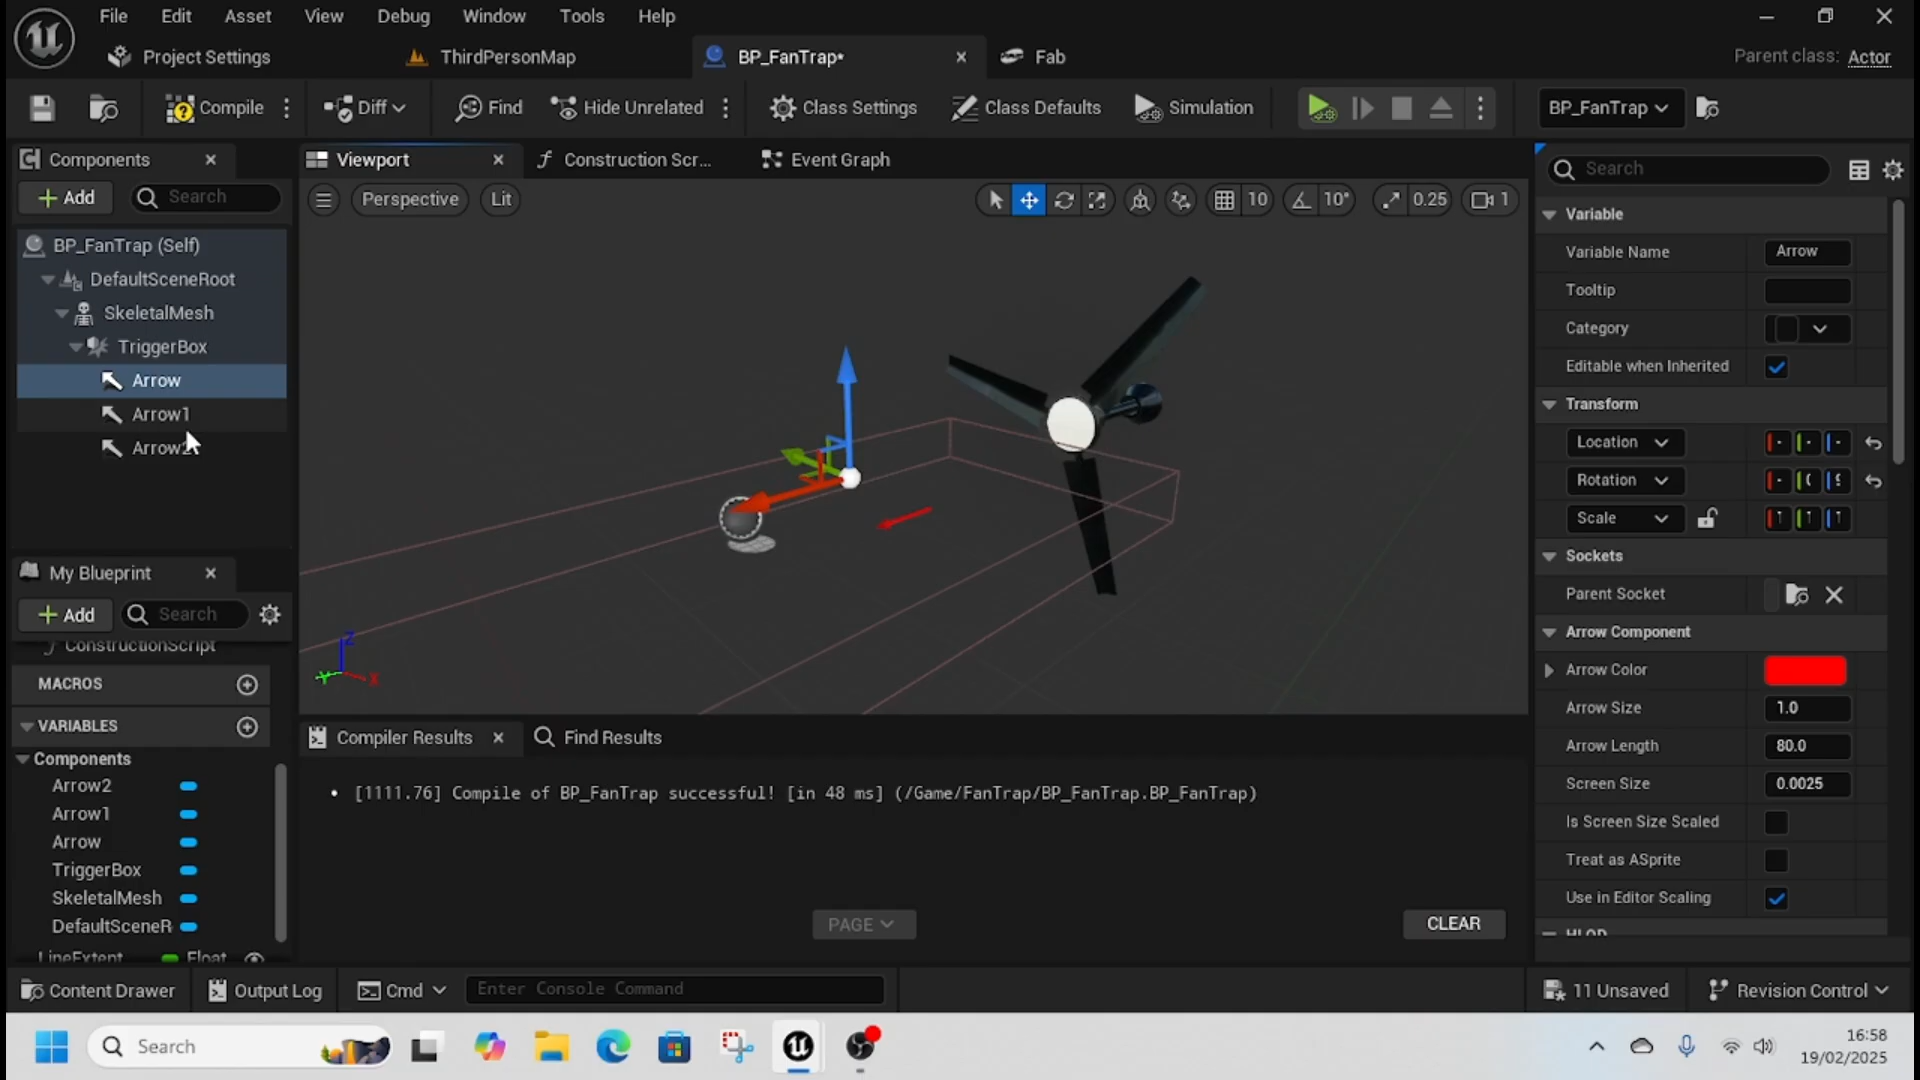 File Edit Asset View Debug Window Tools Help
Project Settings ThirdPersonMap BP_FanTrap* Fab Parent class: Actor
Compile Diff Find Hide Unrelated Class Settings Class Defaults Simulation BP_FanTrap
Components Viewport Construction Scr... Event Graph Search
Add Search Perspective Lit 10 10° 0.25 1
BP_FanTrap (Self)
DefaultSceneRoot
SkeletalMesh
TriggerBox
Arrow
Arrow1
Arrow2
Variable
Variable Name Arrow
Tooltip
Category
Editable when Inherited
Transform
Location
Rotation
Scale
Sockets
Parent Socket
Arrow Component
Arrow Color
Arrow Size 1.0
Arrow Length 80.0
Screen Size 0.0025
Is Screen Size Scaled
Treat as ASprite
Use in Editor Scaling
HLOD
Z
Y X
My Blueprint
Add Search
ConstructionScript
MACROS
VARIABLES
Components
Arrow2
Arrow1
Arrow
TriggerBox
SkeletalMesh
DefaultSceneR
LineExtent Float
Compiler Results Find Results
[1111.76] Compile of BP_FanTrap successful! [in 48 ms] (/Game/FanTrap/BP_FanTrap.BP_FanTrap)
PAGE CLEAR
Content Drawer Output Log Cmd Enter Console Command 11 Unsaved Revision Control
Search 16:58
19/02/2025